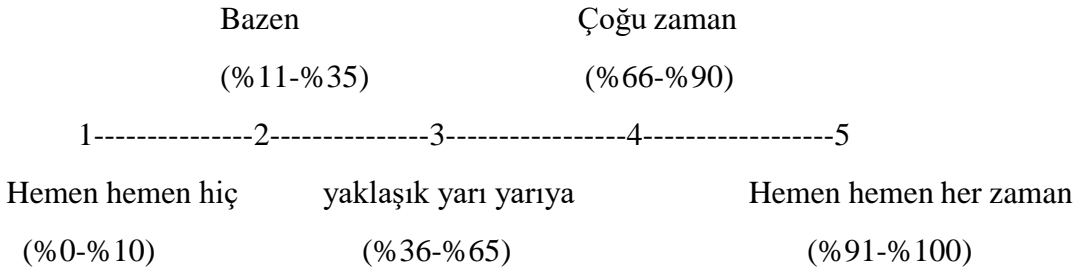 Bazen Çoğu zaman
(%11-%35) (%66-%90)
1---------------2---------------3-----------------4------------------5
Hemen hemen hiç yaklaşık yarı yarıya Hemen hemen her zaman
(%0-%10) (%36-%65) (%91-%100)